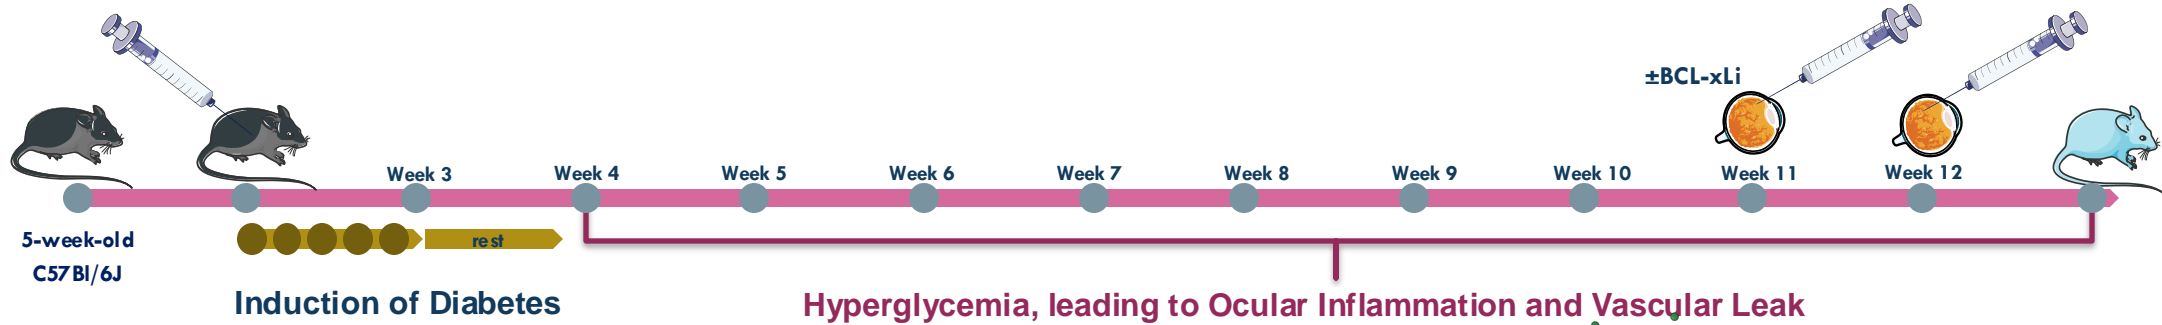 ±BCL-xLi
Week 3
Week 4
Week 5
Week 6
Week 7
Week 8
Week 9
Week 10
Week 11
Week 12
5-week-old
C57Bl/6J
rest
Induction of Diabetes
Hyperglycemia, leading to Ocular Inflammation and Vascular Leak